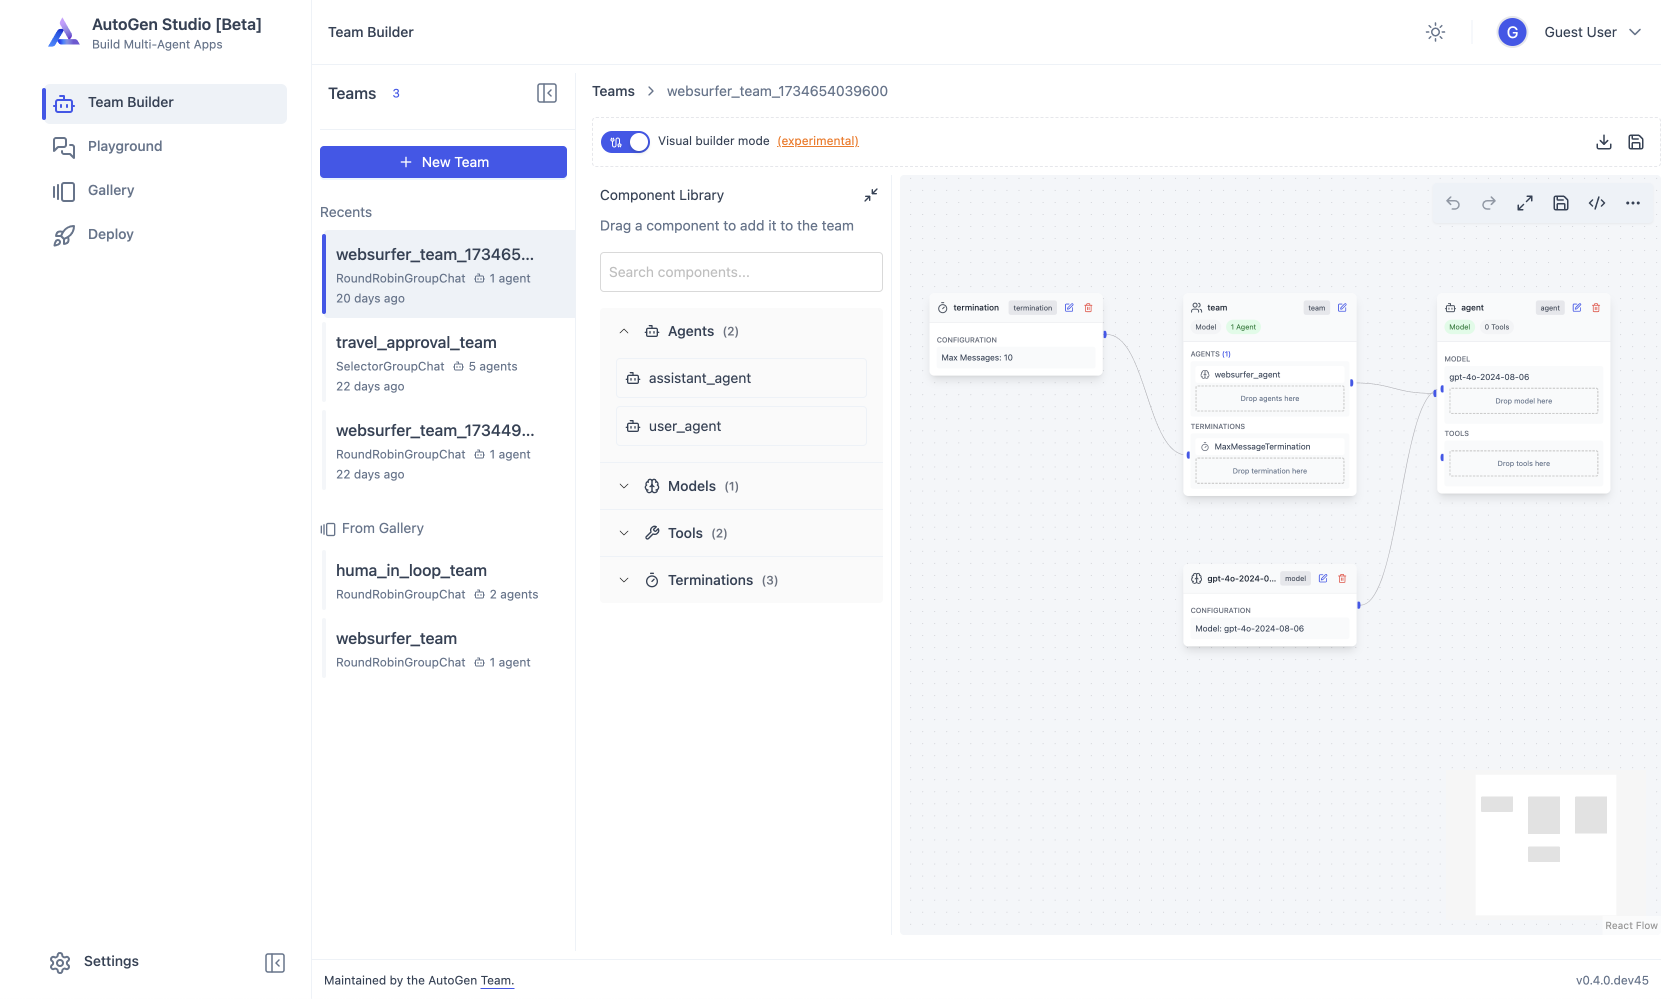 AutoGen Studio [Beta]
Build Multi-Agent Apps
Team Builder
Playground
Gallery
Deploy
Settings
Team Builder
G
Guest User
Teams 3
New Team
Recents
websurfer_team_173465...
RoundRobinGroupChat 1 agent
20 days ago
travel_approval_team
SelectorGroupChat 5 agents
22 days ago
websurfer_team_173449...
RoundRobinGroupChat 1 agent
22 days ago
From Gallery
huma_in_loop_team
RoundRobinGroupChat 2 agents
websurfer_team
RoundRobinGroupChat 1 agent
Teams > websurfer_team_1734654039600
Visual builder mode (experimental)
Component Library
Drag a component to add it to the team
Search components...
Agents (2)
assistant_agent
user_agent
Models (1)
Tools (2)
Terminations (3)
termination termination
CONFIGURATION
Max Messages: 10
team team
Model 1 Agent
AGENTS (1)
websurfer_agent
Drop agents here
TERMINATIONS
MaxMessageTermination
Drop termination here
agent agent
Model 0 Tools
MODEL
gpt-4o-2024-08-06
Drop model here
TOOLS
Drop tools here
gpt-4o-2024-0... model
CONFIGURATION
Model: gpt-4o-2024-08-06
React Flow
Maintained by the AutoGen Team.
v0.4.0.dev45